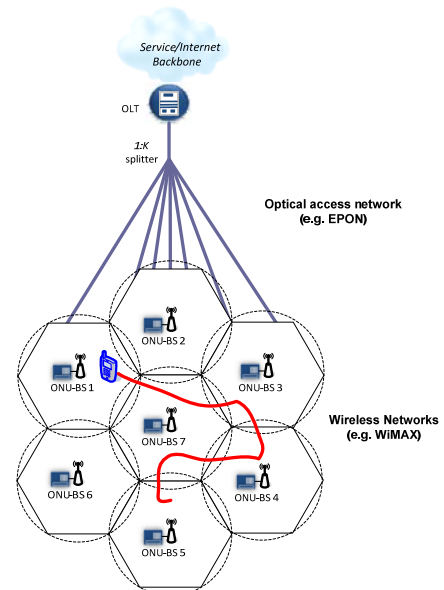 Service/Internet
Backbone
OLT
1:K
splitter
Optical access network
(e.g. EPON)
ONU-BS 2
ONU-BS 1
ONU-BS 3
Wireless Networks
(e.g. WiMAX)
ONU-BS 7
ONU-BS 6
ONU-BS 4
ONU-BS 5